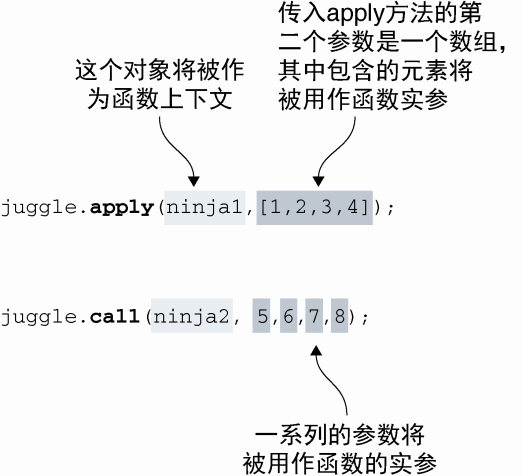 传入apply方法的第
二个参数是一个数组，
其中包含的元素将
被用作函数实参
这个对象将被作
为函数上下文
juggle.apply(ninja1,[1,2,3,4]);
juggle.call(ninja2, 5,6,7,8);
一系列的参数将
被用作函数的实参